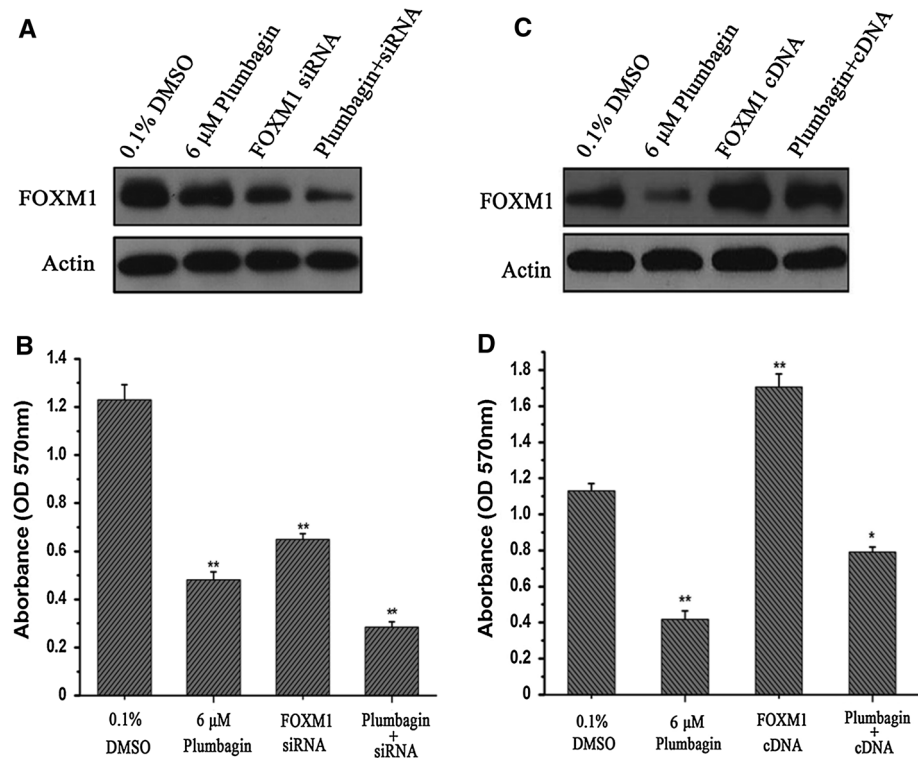 A
0.1% DMSO
6 μM Plumbagin
FOXM1 siRNA
Plumbagin+siRNA
FOXM1
Actin
C
0.1% DMSO
6 μM Plumbagin
FOXM1 cDNA
Plumbagin+cDNA
FOXM1
Actin
B
Aborbance (OD 570nm)
1.4
1.2
1.0
0.8
0.6
0.4
0.2
0
**
**
**
0.1%
DMSO
6 μM
Plumbagin
FOXM1
siRNA
Plumbagin
+
siRNA
D
Aborbance (OD 570nm)
1.8
1.6
1.4
1.2
1.0
0.8
0.6
0.4
0.2
0
**
**
*
0.1%
DMSO
6 μM
Plumbagin
FOXM1
cDNA
Plumbagin
+
cDNA